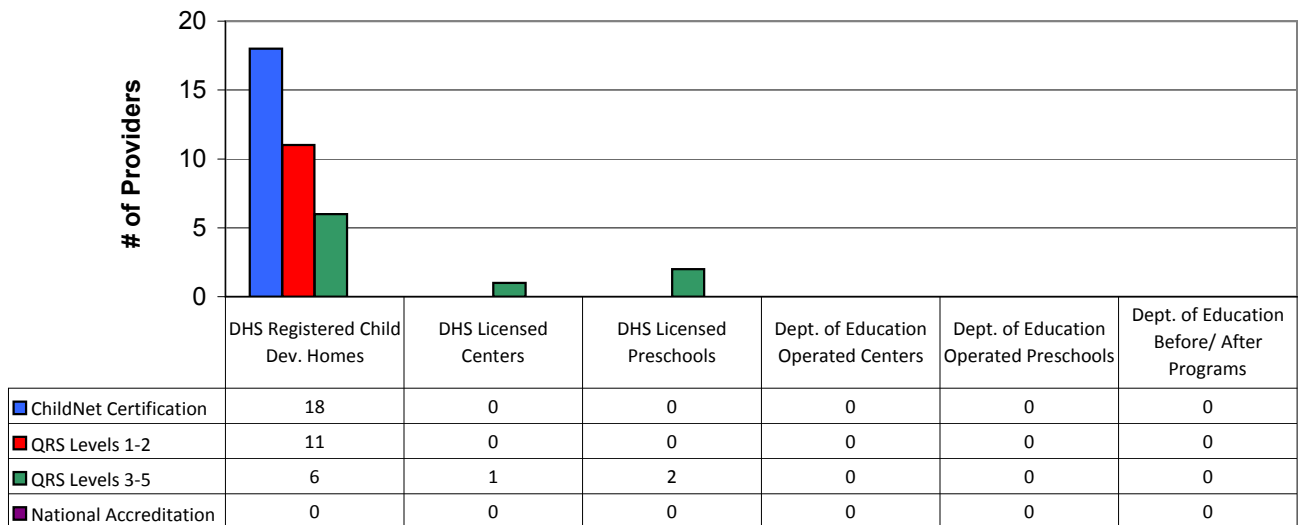 20
15
10
5
0
# of Providers
DHS Registered Child
Dev. Homes
DHS Licensed
Centers
DHS Licensed
Preschools
Dept. of Education
Operated Centers
Dept. of Education
Operated Preschools
Dept. of Education
Before/ After
Programs
ChildNet Certification 18 0 0 0 0 0
QRS Levels 1-2 11 0 0 0 0 0
QRS Levels 3-5 6 1 2 0 0 0
National Accreditation 0 0 0 0 0 0